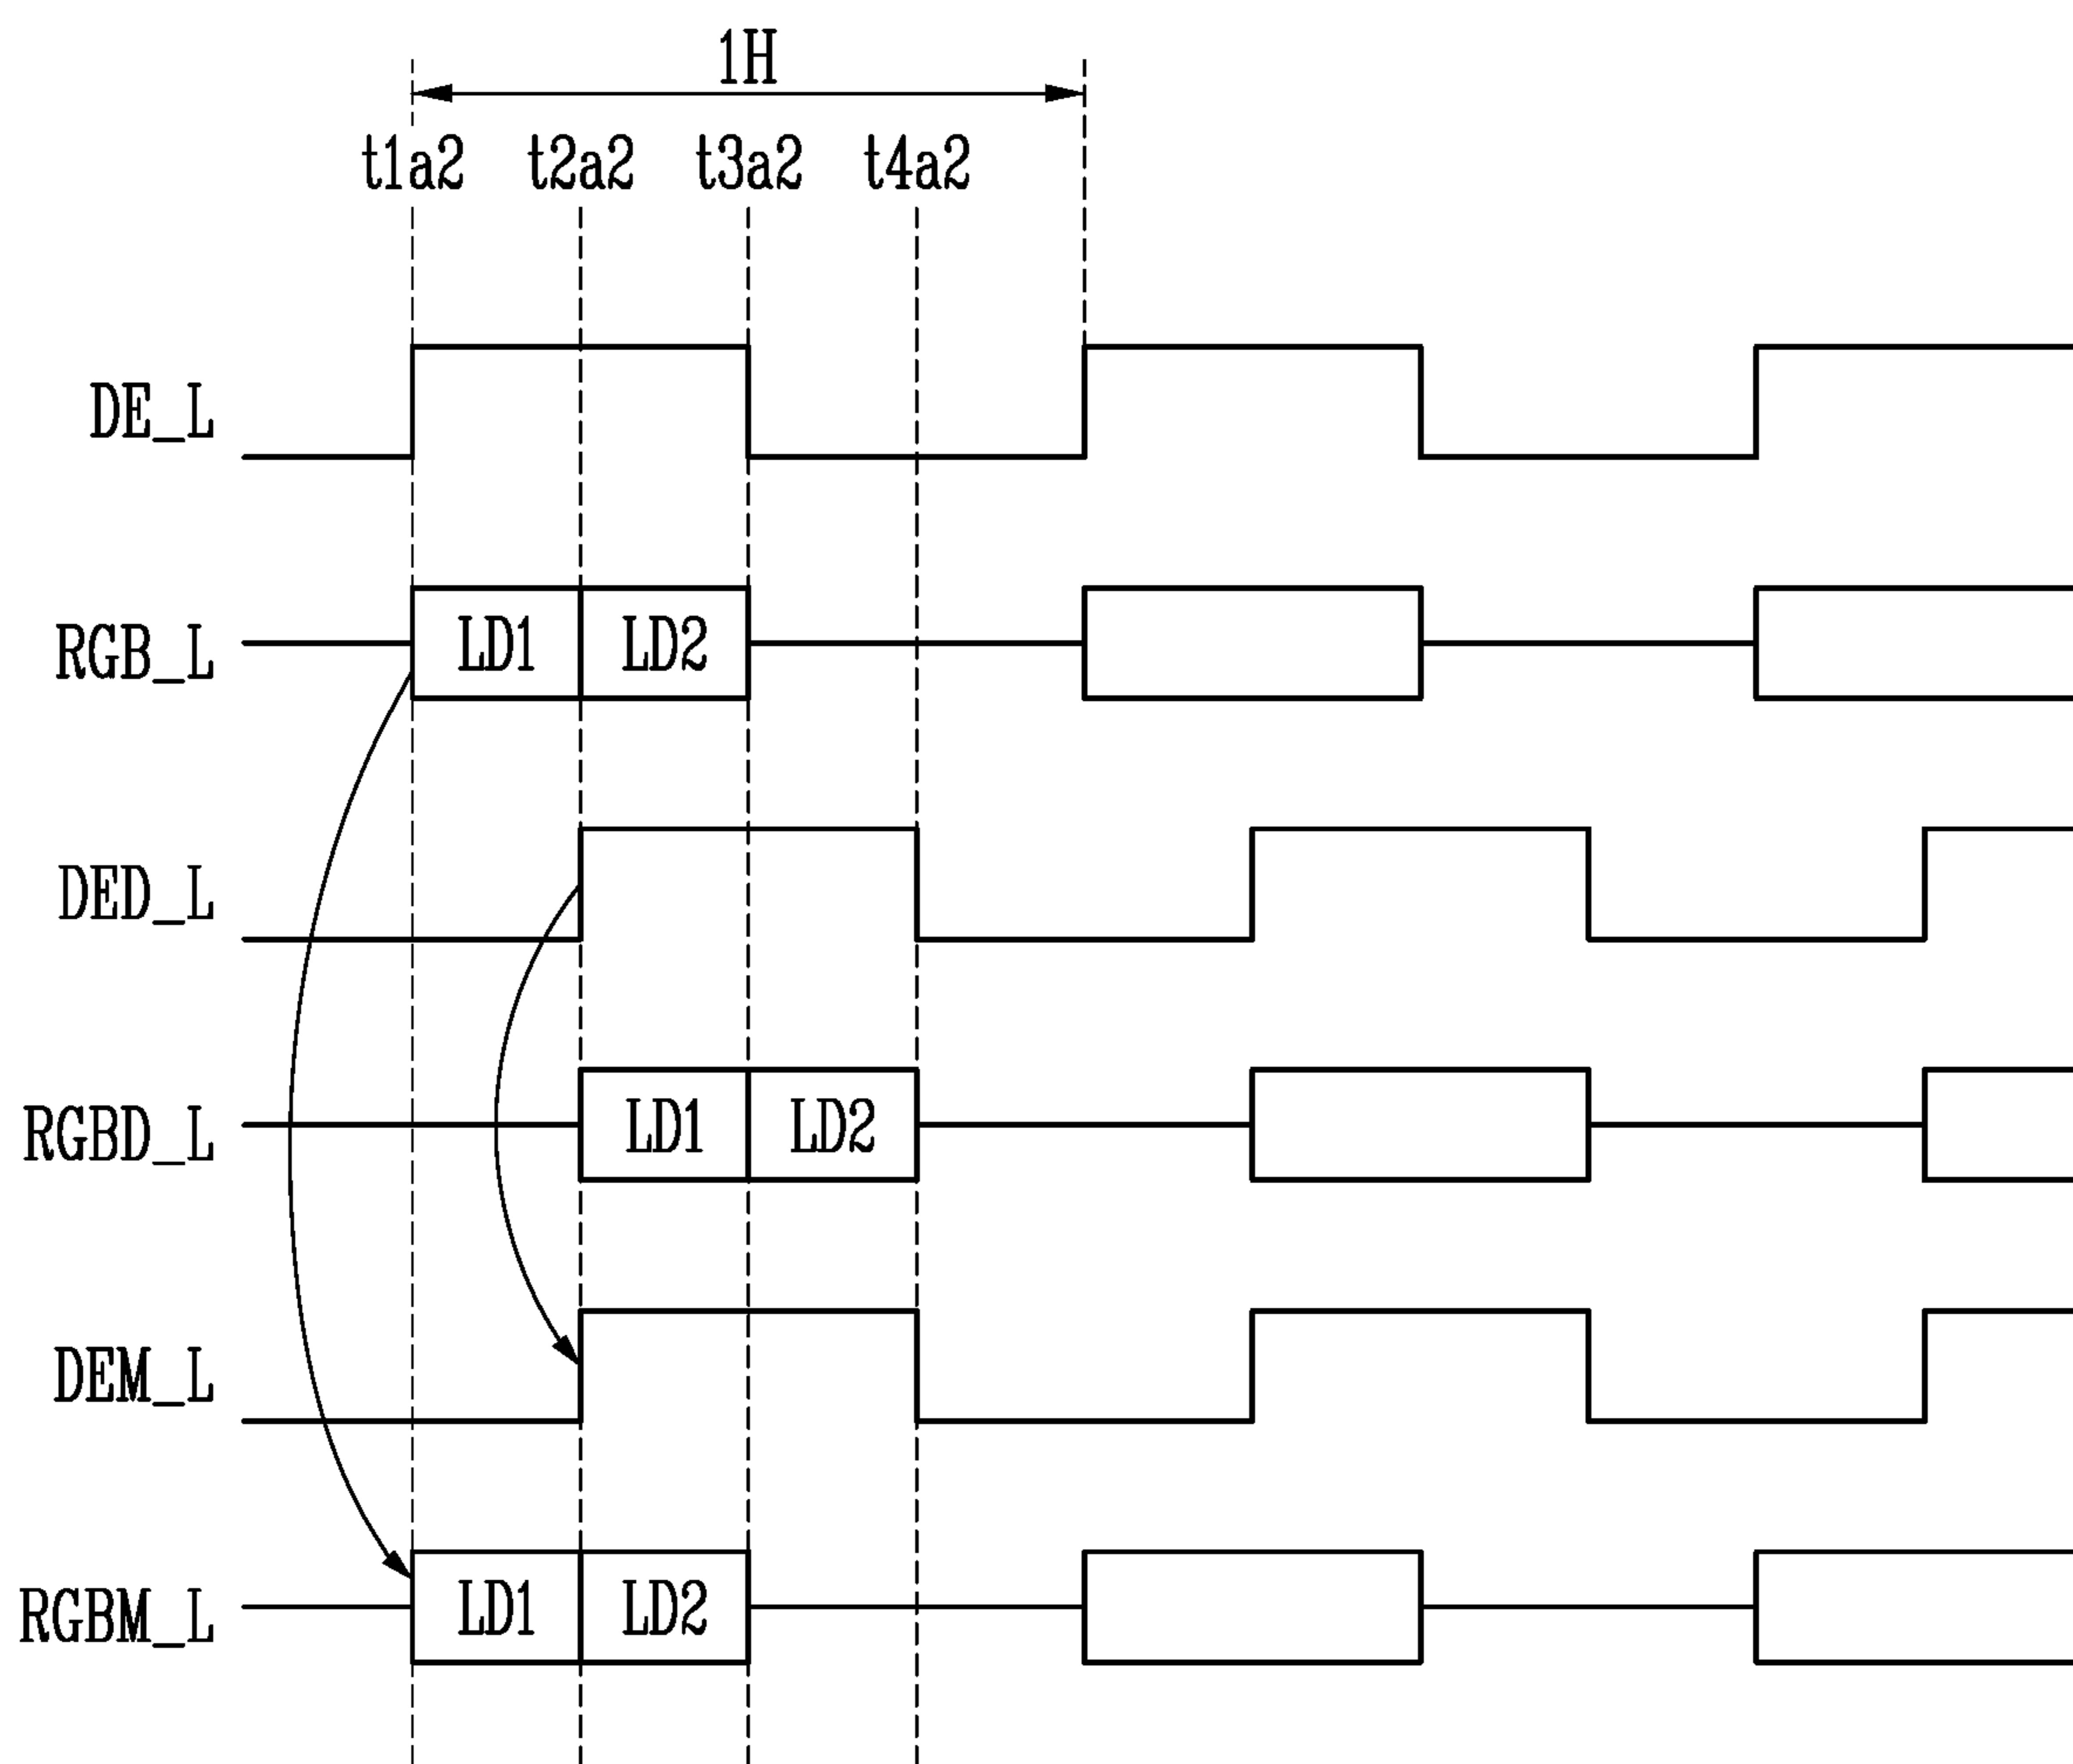 1H
t1a2 t2a2 t3a2 t4a2
DE_L
RGB_L LD1 LD2
DED_L
RGBD_L LD1 LD2
DEM_L
RGBM_L LD1 LD2